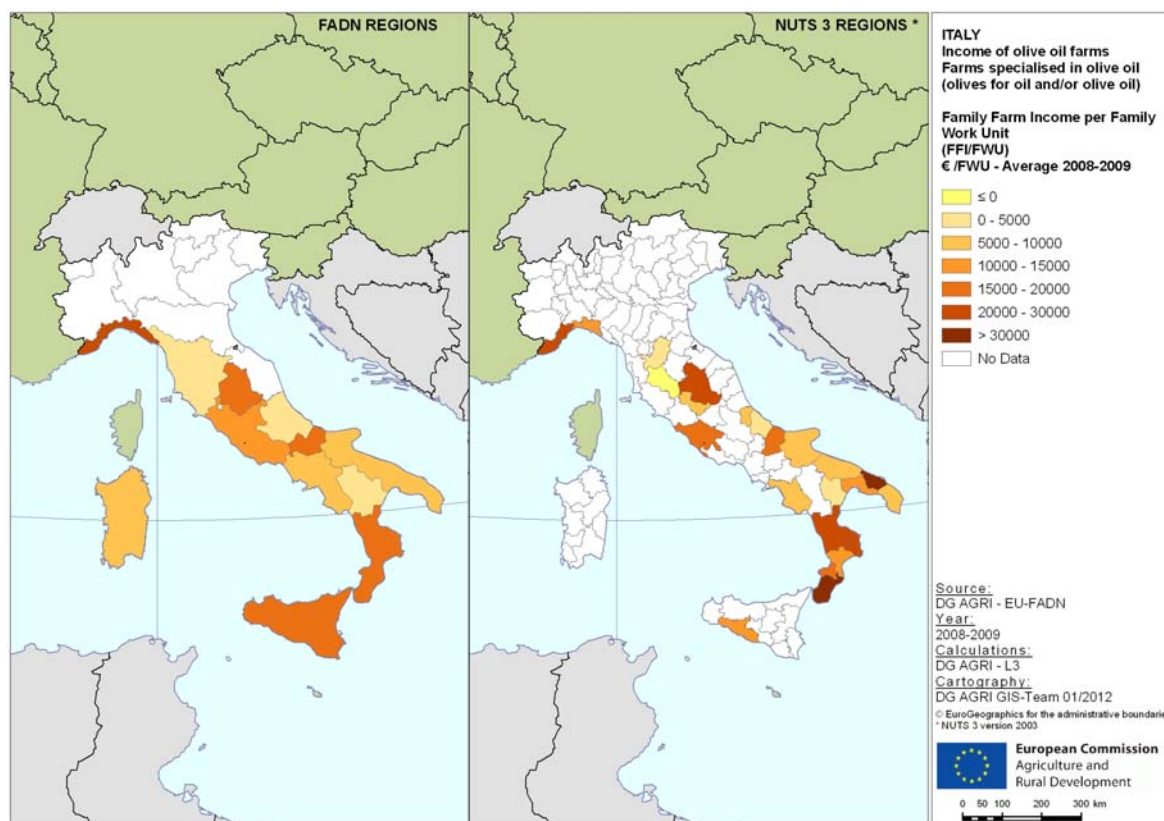 FADN REGIONS
NUTS 3 REGIONS *
ITALY
Income of olive oil farms
Farms specialised in olive oil
(olives for oil and/or olive oil)
Family Farm Income per Family
Work Unit
(FFI/FWU)
€ /FWU - Average 2008-2009
≤ 0
0 - 5000
5000 - 10000
10000 - 15000
15000 - 20000
20000 - 30000
> 30000
No Data
Source:
DG AGRI - EU-FADN
Year:
2008-2009
Calculations:
DG AGRI - L3
Cartography:
DG AGRI GIS-Team 01/2012
© EuroGeographics for the administrative boundarie
* NUTS 3 version 2003
European Commission
Agriculture and
Rural Development
0 50 100 200 300 km